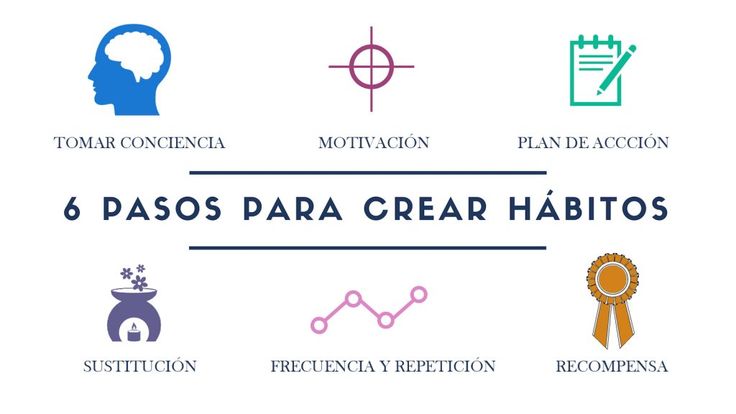 TOMAR CONCIENCIA
MOTIVACIÓN
PLAN DE ACCCIÓN
6 PASOS PARA CREAR HÁBITOS
SUSTITUCIÓN
FRECUENCIA Y REPETICIÓN
RECOMPENSA